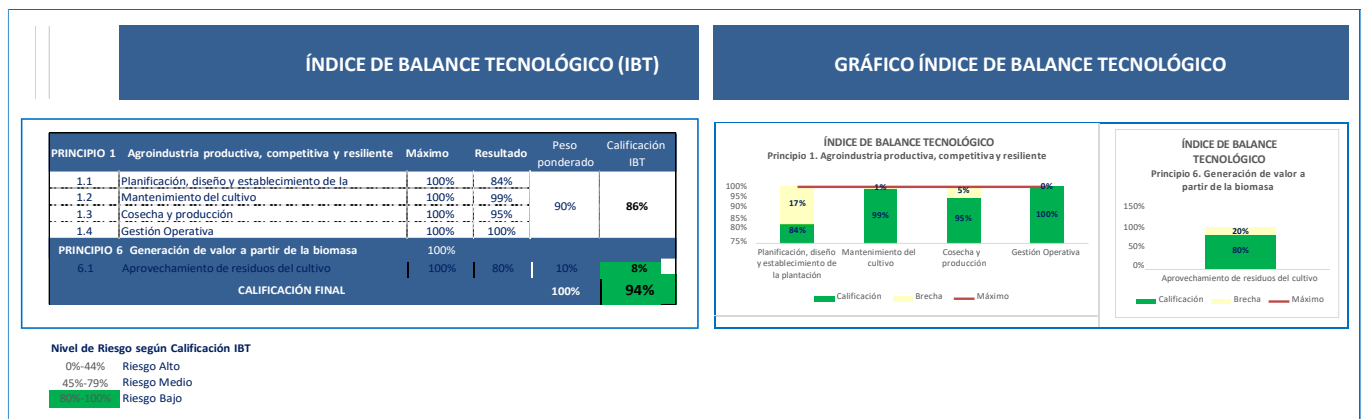 ÍNDICE DE BALANCE TECNOLÓGICO (IBT)
GRÁFICO ÍNDICE DE BALANCE TECNOLÓGICO
PRINCIPIO 1 Agroindustria productiva, competitiva y resiliente Máximo Resultado Peso ponderado Calificación IBT
1.1 Planificación, diseño y establecimiento de la 100% 84%
1.2 Mantenimiento del cultivo 100% 99%
90% 86%
1.3 Cosecha y producción 100% 95%
1.4 Gestión Operativa 100% 100%
PRINCIPIO 6 Generación de valor a partir de la biomasa 100%
6.1 Aprovechamiento de residuos del cultivo 100% 80% 10% 8%
CALIFICACIÓN FINAL 100% 94%
Nivel de Riesgo según Calificación IBT
0%-44% Riesgo Alto
45%-79% Riesgo Medio
80%-100% Riesgo Bajo
ÍNDICE DE BALANCE TECNOLÓGICO
Principio 1. Agroindustria productiva, competitiva y resiliente
100%
95%
90%
85%
80%
75%
17% 1% 5% 0%
84% 99% 95% 100%
Planificación, diseño y establecimiento de la plantación
Mantenimiento del cultivo
Cosecha y producción
Gestión Operativa
Calificación Brecha Máximo
ÍNDICE DE BALANCE
TECNOLÓGICO
Principio 6. Generación de valor a
partir de la biomasa
150%
100%
50%
0%
20%
80%
Aprovechamiento de residuos del cultivo
Calificación Brecha Máximo